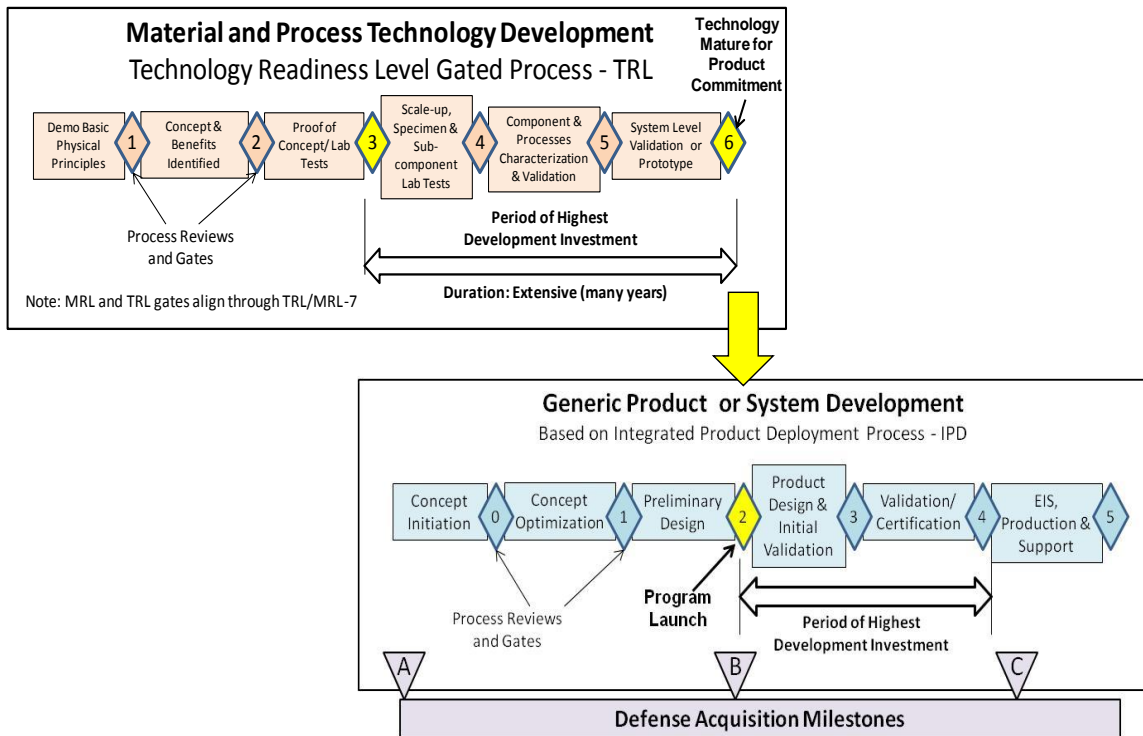 Material and Process Technology Development
Technology Readiness Level Gated Process - TRL
Technology
Mature for
Product
Commitment
Demo Basic
Physical
Principles
1
Concept &
Benefits
Identified
2
Proof of
Concept/ Lab
Tests
3
Scale-up,
Specimen &
Sub-
component
Lab Tests
4
Component &
Processes
Characterization
& Validation
5
System Level
Validation or
Prototype
6
Process Reviews
and Gates
Period of Highest
Development Investment
Duration: Extensive (many years)
Note: MRL and TRL gates align through TRL/MRL-7
Generic Product or System Development
Based on Integrated Product Deployment Process - IPD
Concept
Initiation
0
Concept
Optimization
1
Preliminary
Design
2
Product
Design &
Initial
Validation
3
Validation/
Certification
4
EIS,
Production &
Support
5
Process Reviews
and Gates
Program
Launch
Period of Highest
Development Investment
A
B
C
Defense Acquisition Milestones